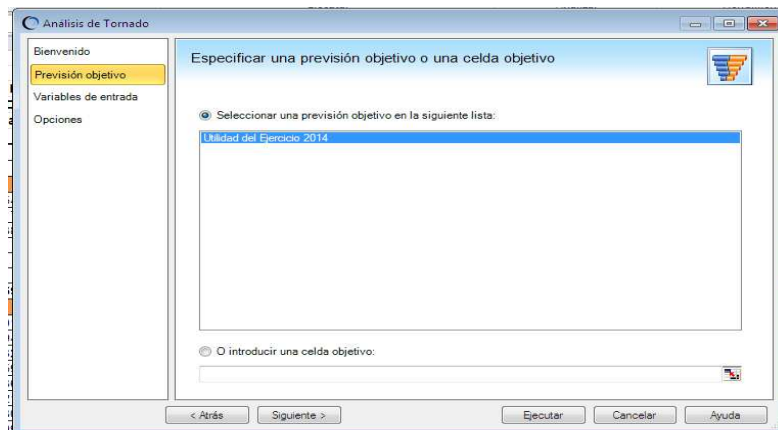 Análisis de Tornado
Bienvenido
Previsión objetivo
Variables de entrada
Opciones
Especificar una previsión objetivo o una celda objetivo
Seleccionar una previsión objetivo en la siguiente lista:
Utilidad del Ejercicio 2014
O introducir una celda objetivo:
< Atrás
Siguiente >
Ejecutar
Cancelar
Ayuda